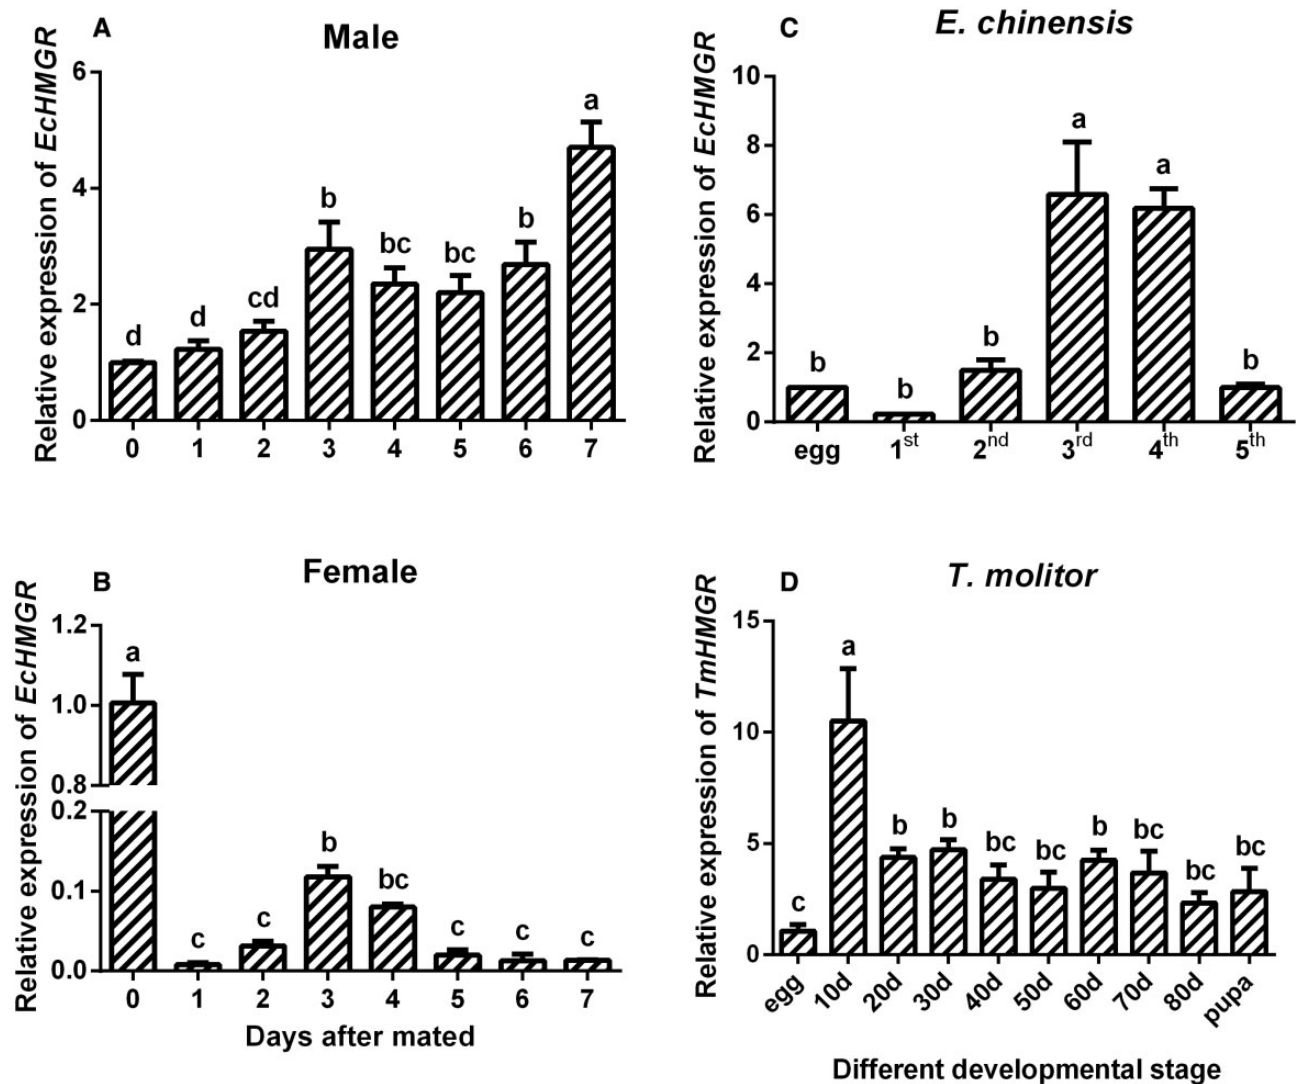 A
Male
Relative expression of EcHMGR
6
4
2
0
d
d
cd
b
bc
bc
b
a
0 1 2 3 4 5 6 7
B
Female
Relative expression of EcHMGR
1.2
1.0
0.8
0.2
0.1
0.0
a
c
c
b
bc
c
c
c
0 1 2 3 4 5 6 7
Days after mated
C
E. chinensis
Relative expression of EcHMGR
10
8
6
4
2
0
b
b
b
a
a
b
egg 1st 2nd 3rd 4th 5th
D
T. molitor
Relative expression of TmHMGR
15
10
5
0
c
a
b
b
bc
bc
b
bc
bc
bc
egg 10d 20d 30d 40d 50d 60d 70d 80d pupa
Different developmental stage